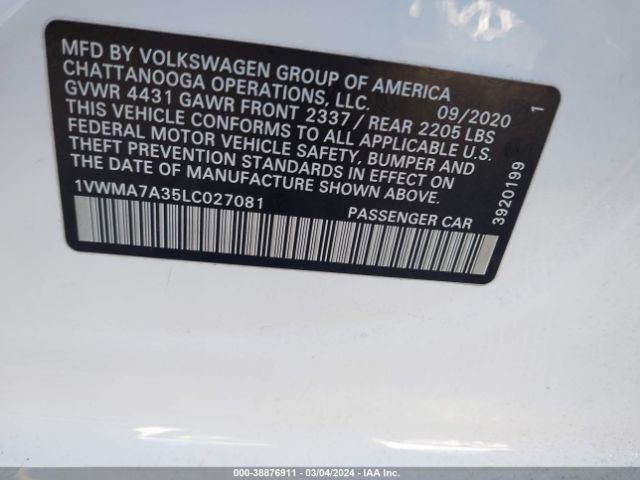 MFD BY VOLKSWAGEN GROUP OF AMERICA
CHATTANOOGA OPERATIONS, LLC. 09/2020 1
GVWR 4431 GAWR FRONT 2337 / REAR 2205 LBS
THIS VEHICLE CONFORMS TO ALL APPLICABLE U.S.
FEDERAL MOTOR VEHICLE SAFETY, BUMPER AND
THEFT PREVENTION STANDARDS IN EFFECT ON
THE DATE OF MANUFACTURE SHOWN ABOVE.
3920199
1VWMA7A35LC027081 PASSENGER CAR
000-38876911 - 03/04/2024 - IAA Inc.